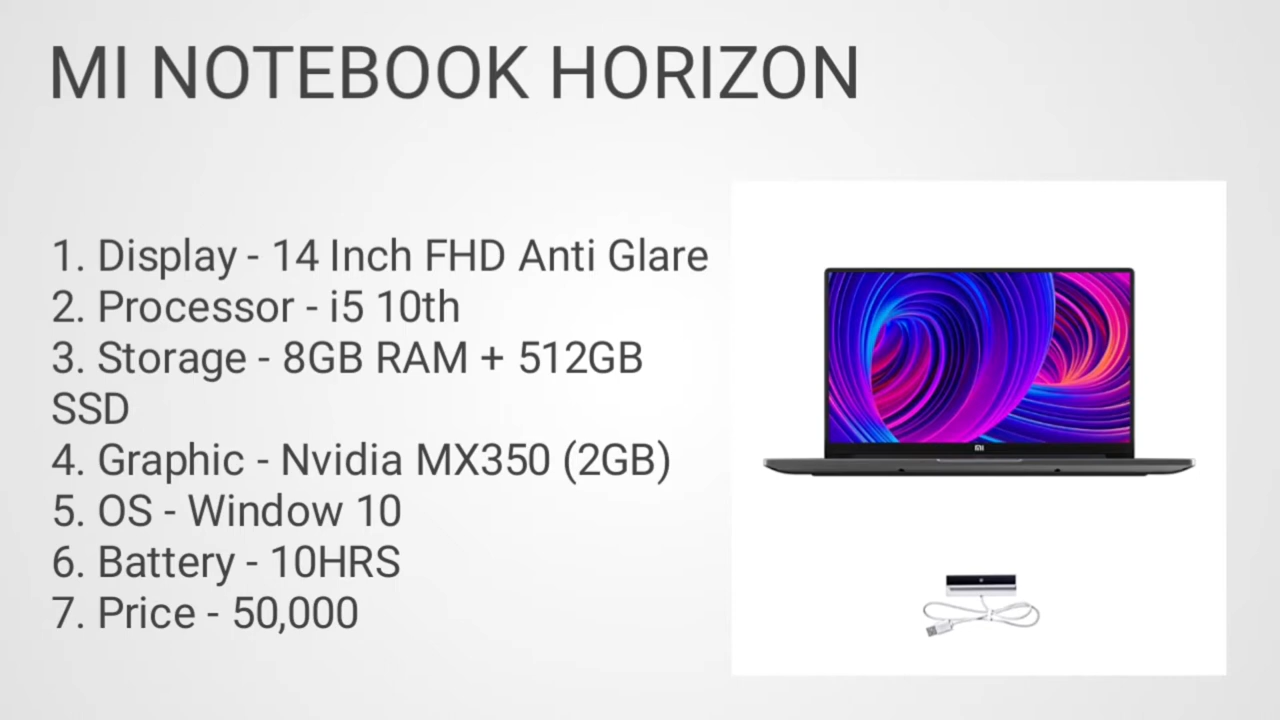 MI NOTEBOOK HORIZON
1. Display - 14 Inch FHD Anti Glare
2. Processor - i5 10th
3. Storage - 8GB RAM + 512GB
SSD
4. Graphic - Nvidia MX350 (2GB)
5. OS - Window 10
6. Battery - 10HRS
7. Price - 50,000
mi